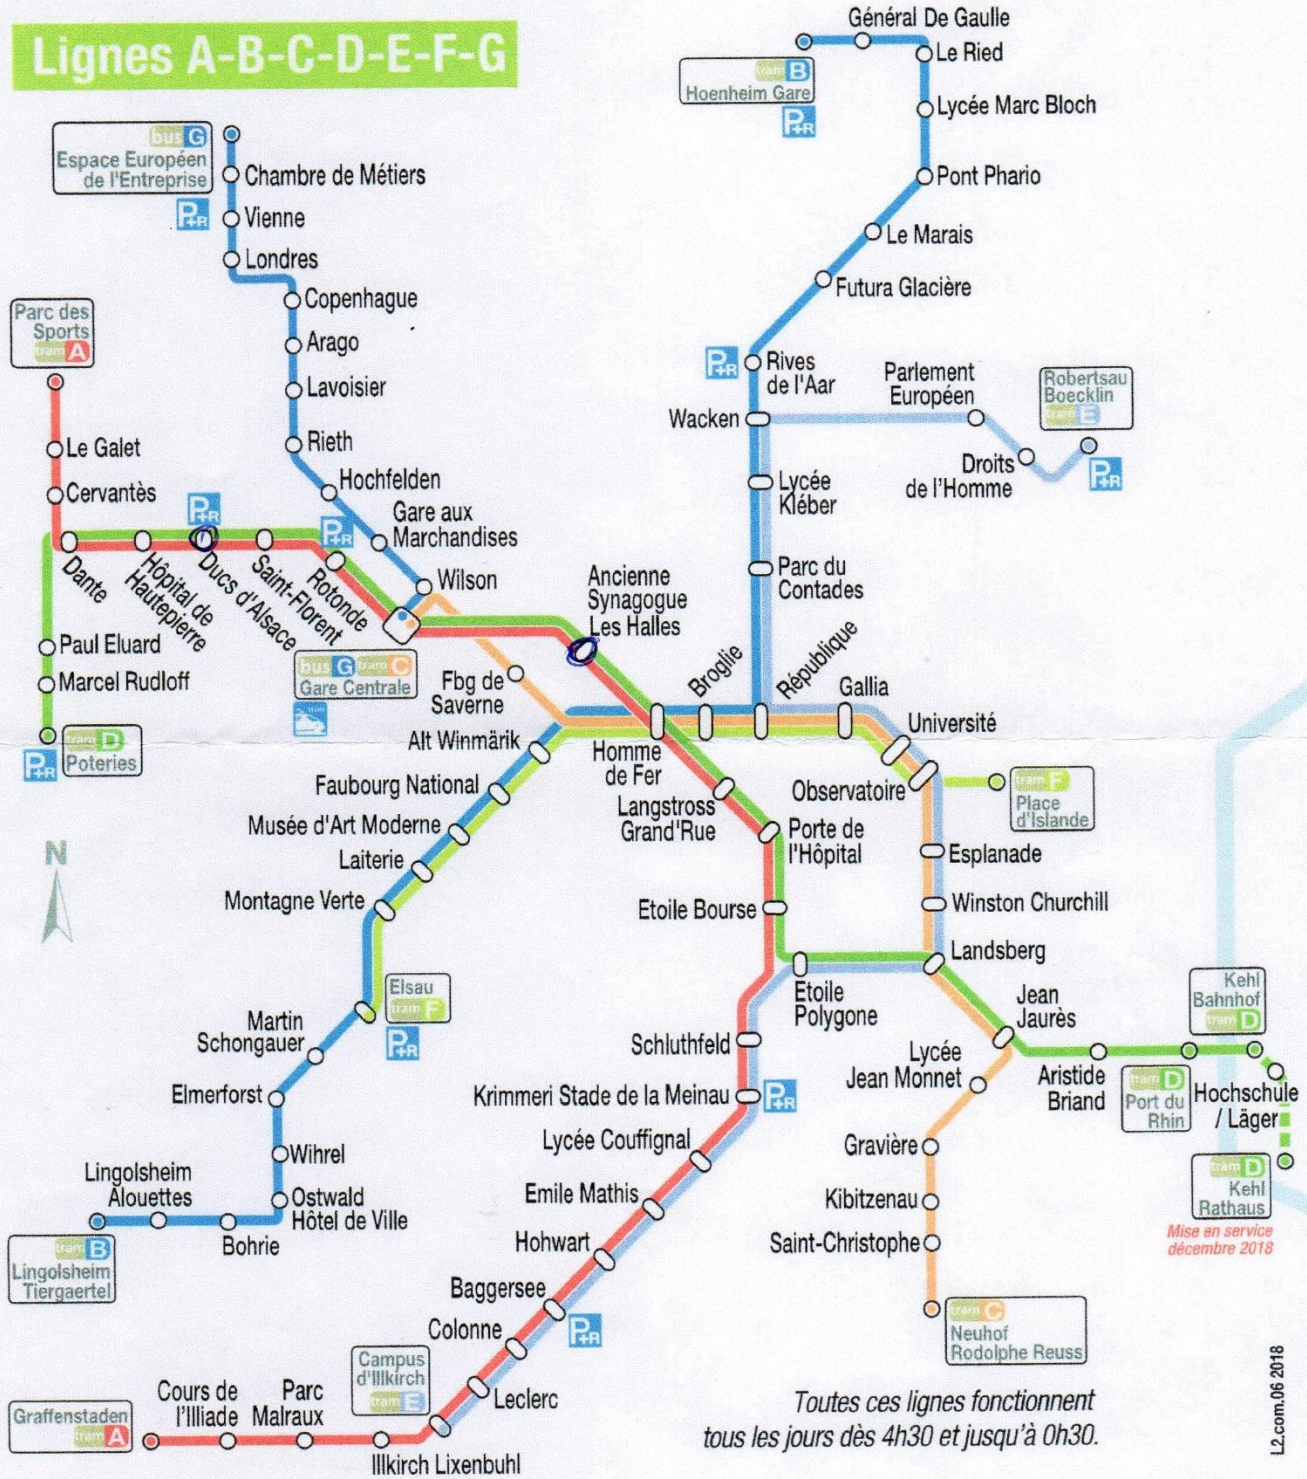 Lignes A-B-C-D-E-F-G
Général De Gaulle
tram B
Hoenheim Gare
P+R
Le Ried
Lycée Marc Bloch
Pont Phario
Le Marais
Futura Glacière
P+R
Rives
de l'Aar
bus G
Espace Européen
de l'Entreprise
P+R
Chambre de Métiers
Vienne
Londres
Copenhague
Arago
Lavoisier
Rieth
Hochfelden
Gare aux
Marchandises
Wilson
Parc des
Sports
tram A
Le Galet
Cervantès
P+R
P+R
Dante
Hôpital de
Hautepierre
Ducs d'Alsace
Saint-Florent
Rotonde
bus G tram C
Gare Centrale
Paul Eluard
Marcel Rudloff
P+R
tram D
Poteries
Wacken
Parlement
Européen
Robertsau
Boecklin
tram E
P+R
Droits
de l'Homme
Lycée
Kléber
Parc du
Contades
Ancienne
Synagogue
Les Halles
Fbg de
Saverne
Broglie
République
Gallia
Université
Alt Winmärik
Homme
de Fer
Observatoire
tram F
Place
d'Islande
Faubourg National
Langstross
Grand'Rue
Musée d'Art Moderne
Porte de
l'Hôpital
Laiterie
Esplanade
Montagne Verte
Etoile Bourse
Winston Churchill
N
Landsberg
Elsau
tram F
P+R
Etoile
Polygone
Jean
Jaurès
Kehl
Bahnhof
tram D
Martin
Schongauer
Schluthfeld
Lycée
Jean Monnet
Aristide
Briand
tram D
Port du
Rhin
Hochschule
/ Läger
Elmerforst
Krimmeri Stade de la Meinau
P+R
Wihrel
Lycée Couffignal
Gravière
tram D
Kehl
Rathaus
Mise en service
décembre 2018
Lingolsheim
Alouettes
Ostwald
Hôtel de Ville
Emile Mathis
Kibitzenau
Bohrie
Hohwart
Saint-Christophe
tram B
Lingolsheim
Tiergaertel
Baggersee
P+R
Colonne
tram C
Neuhof
Rodolphe Reuss
Campus
d'Illkirch
tram E
Leclerc
Graffenstaden
tram A
Cours de
l'Illiade
Parc
Malraux
Illkirch Lixenbuhl
Toutes ces lignes fonctionnent
tous les jours dès 4h30 et jusqu'à 0h30.
L2.com.06 2018